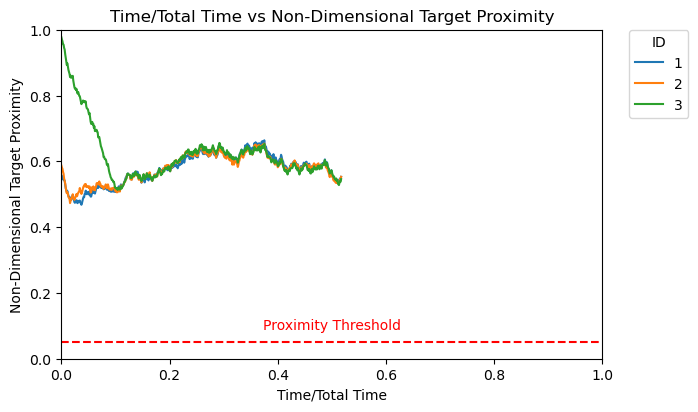 Time/Total Time vs Non-Dimensional Target Proximity
ID
1
2
3
Non-Dimensional Target Proximity
1.0
0.8
0.6
0.4
0.2
0.0
Proximity Threshold
0.0 0.2 0.4 0.6 0.8 1.0
Time/Total Time